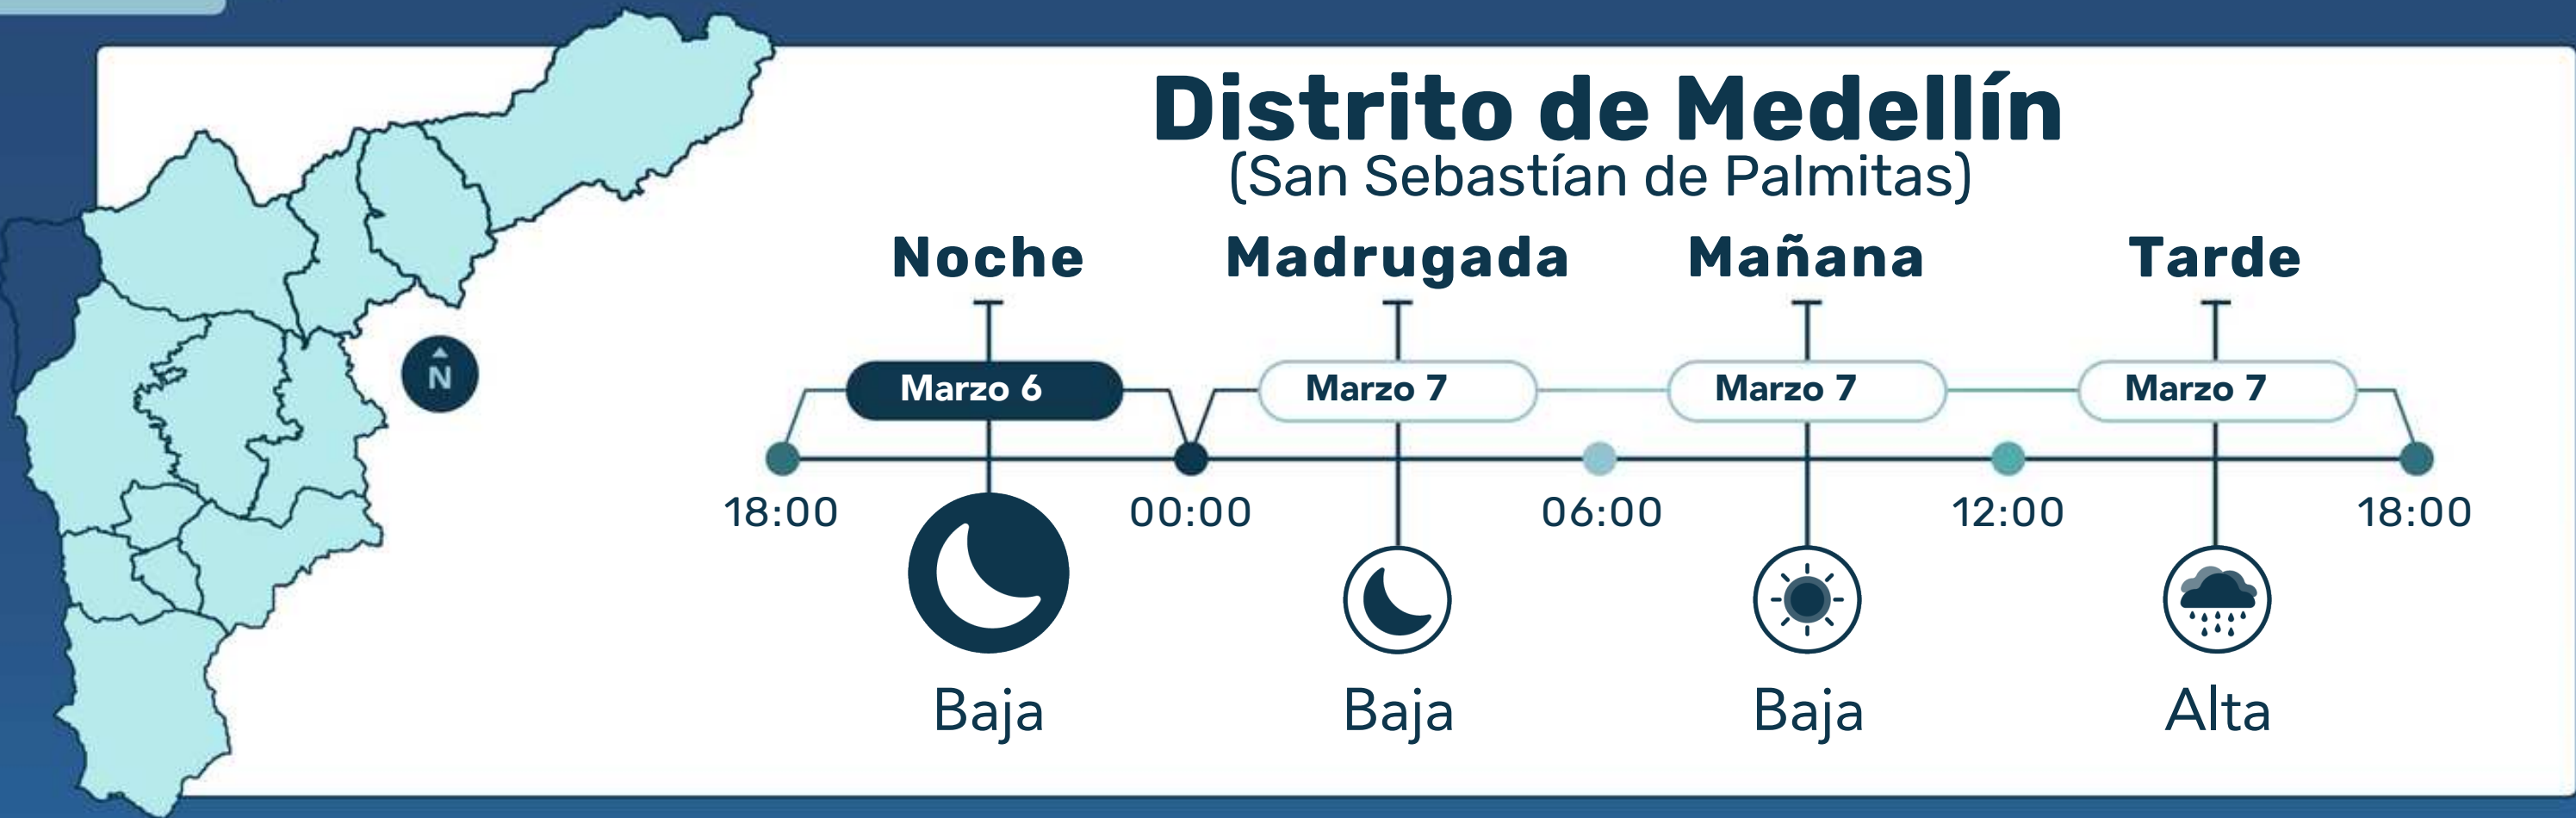 Distrito de Medellín
(San Sebastían de Palmitas)
Noche Madrugada Mañana Tarde
Marzo 6 Marzo 7 Marzo 7 Marzo 7
N
18:00 00:00 06:00 12:00 18:00
Baja Baja Baja Alta